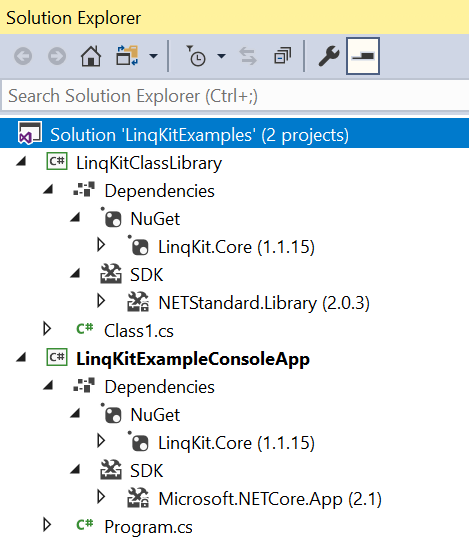 Solution Explorer
Search Solution Explorer (Ctrl+;)
Solution 'LinqKitExamples' (2 projects)
C# LinqKitClassLibrary
Dependencies
NuGet
LinqKit.Core (1.1.15)
SDK
NETStandard.Library (2.0.3)
C# Class1.cs
C# LinqKitExampleConsoleApp
Dependencies
NuGet
LinqKit.Core (1.1.15)
SDK
Microsoft.NETCore.App (2.1)
C# Program.cs